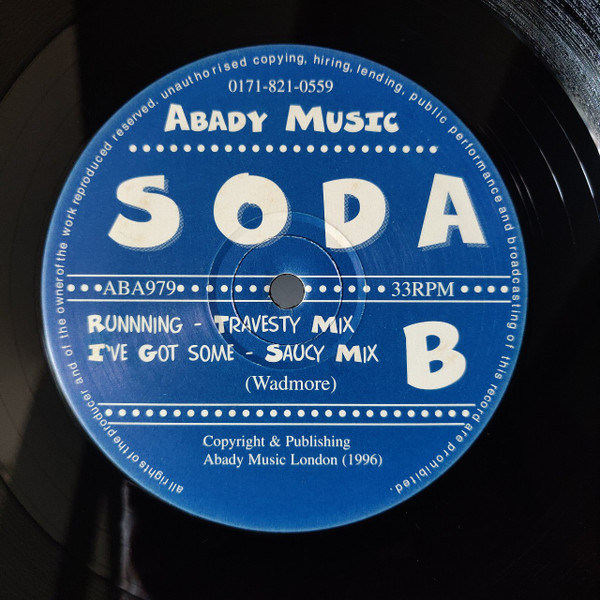 all rights of the producer and of the owner of the work reproduced reserved. unauthorised copying, hiring, lending, public performance and broadcasting of this record are prohibited.
0171-821-0559
ABADY MUSIC
SODA
ABA979 33RPM
RUNNNING - TRAVESTY MIX
I'VE GOT SOME - SAUCY MIX
B
(Wadmore)
Copyright & Publishing
Abady Music London (1996)